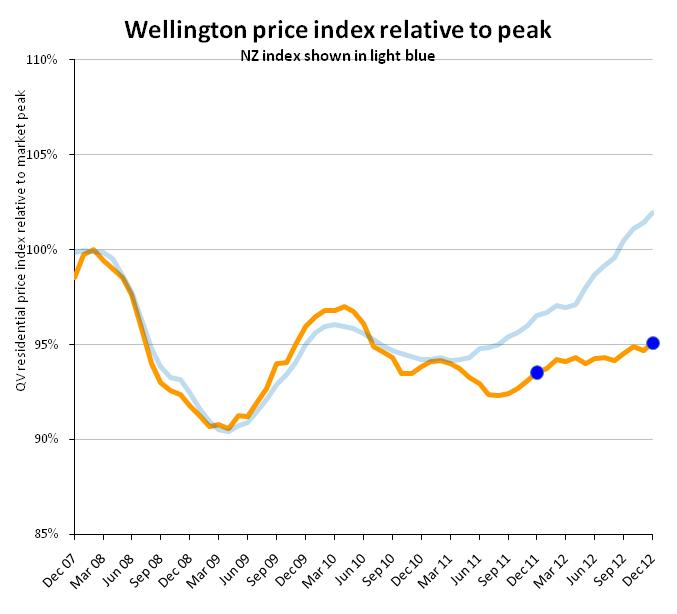 Wellington price index relative to peak
NZ index shown in light blue
QV residential price index relative to market peak
110%
105%
100%
95%
90%
85%
Dec 07
Mar 08
Jun 08
Sep 08
Dec 08
Mar 09
Jun 09
Sep 09
Dec 09
Mar 10
Jun 10
Sep 10
Dec 10
Mar 11
Jun 11
Sep 11
Dec 11
Mar 12
Jun 12
Sep 12
Dec 12